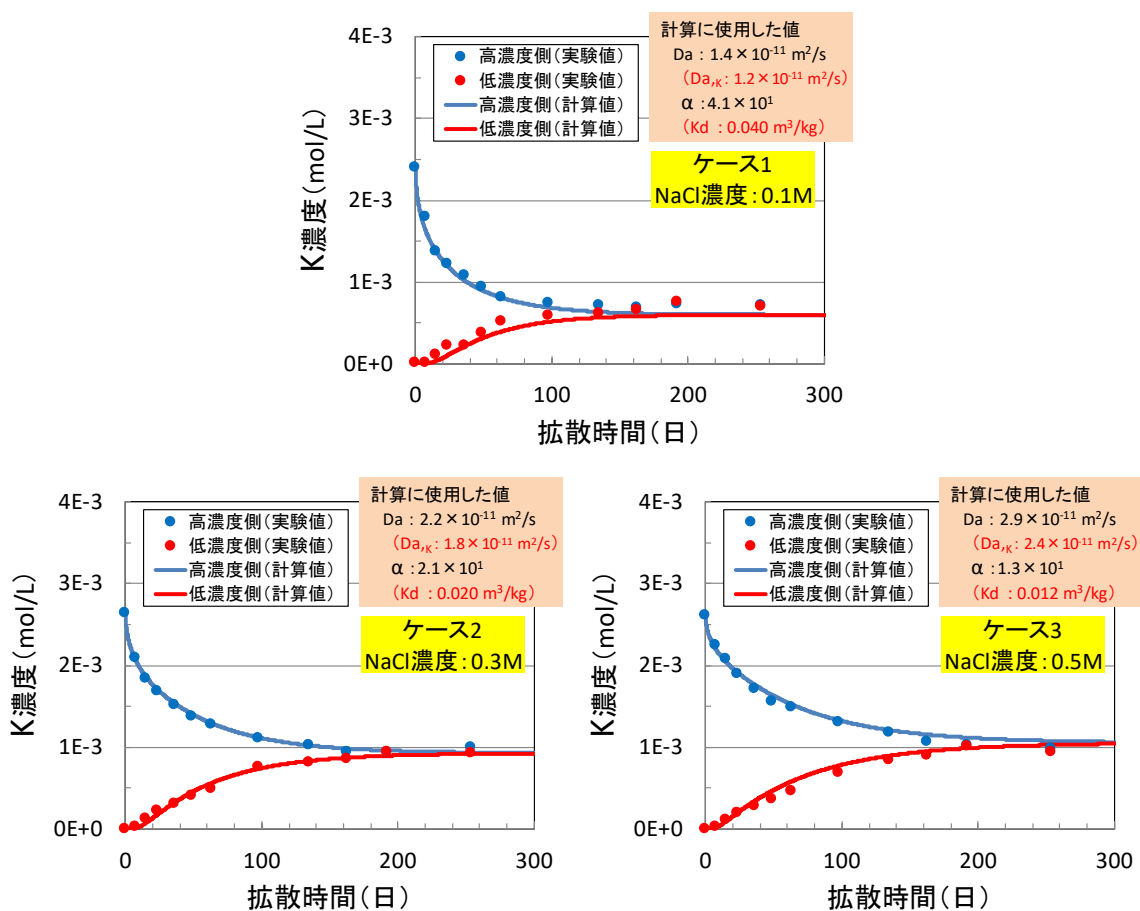 計算に使用した値
Da : 1.4×10⁻¹¹ m²/s
(Da,K: 1.2×10⁻¹¹ m²/s)
α : 4.1×10¹
(Kd : 0.040 m³/kg)
ケース1
NaCl濃度:0.1M
高濃度側(実験値)
低濃度側(実験値)
高濃度側(計算値)
低濃度側(計算値)
K濃度(mol/L)
4E-3
3E-3
2E-3
1E-3
0E+0
0 100 200 300
拡散時間(日)
計算に使用した値
Da : 2.2×10⁻¹¹ m²/s
(Da,K: 1.8×10⁻¹¹ m²/s)
α : 2.1×10¹
(Kd : 0.020 m³/kg)
ケース2
NaCl濃度:0.3M
高濃度側(実験値)
低濃度側(実験値)
高濃度側(計算値)
低濃度側(計算値)
K濃度(mol/L)
4E-3
3E-3
2E-3
1E-3
0E+0
0 100 200 300
拡散時間(日)
計算に使用した値
Da : 2.9×10⁻¹¹ m²/s
(Da,K: 2.4×10⁻¹¹ m²/s)
α : 1.3×10¹
(Kd : 0.012 m³/kg)
ケース3
NaCl濃度:0.5M
高濃度側(実験値)
低濃度側(実験値)
高濃度側(計算値)
低濃度側(計算値)
K濃度(mol/L)
4E-3
3E-3
2E-3
1E-3
0E+0
0 100 200 300
拡散時間(日)